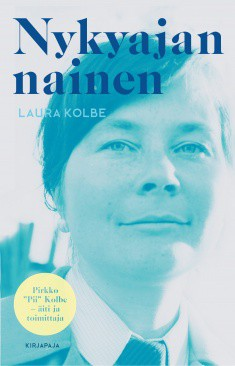 Nykyajan
nainen
LAURA KOLBE
Pirkko
"Pii" Kolbe
– äiti ja
toimittaja
KIRJAPAJA